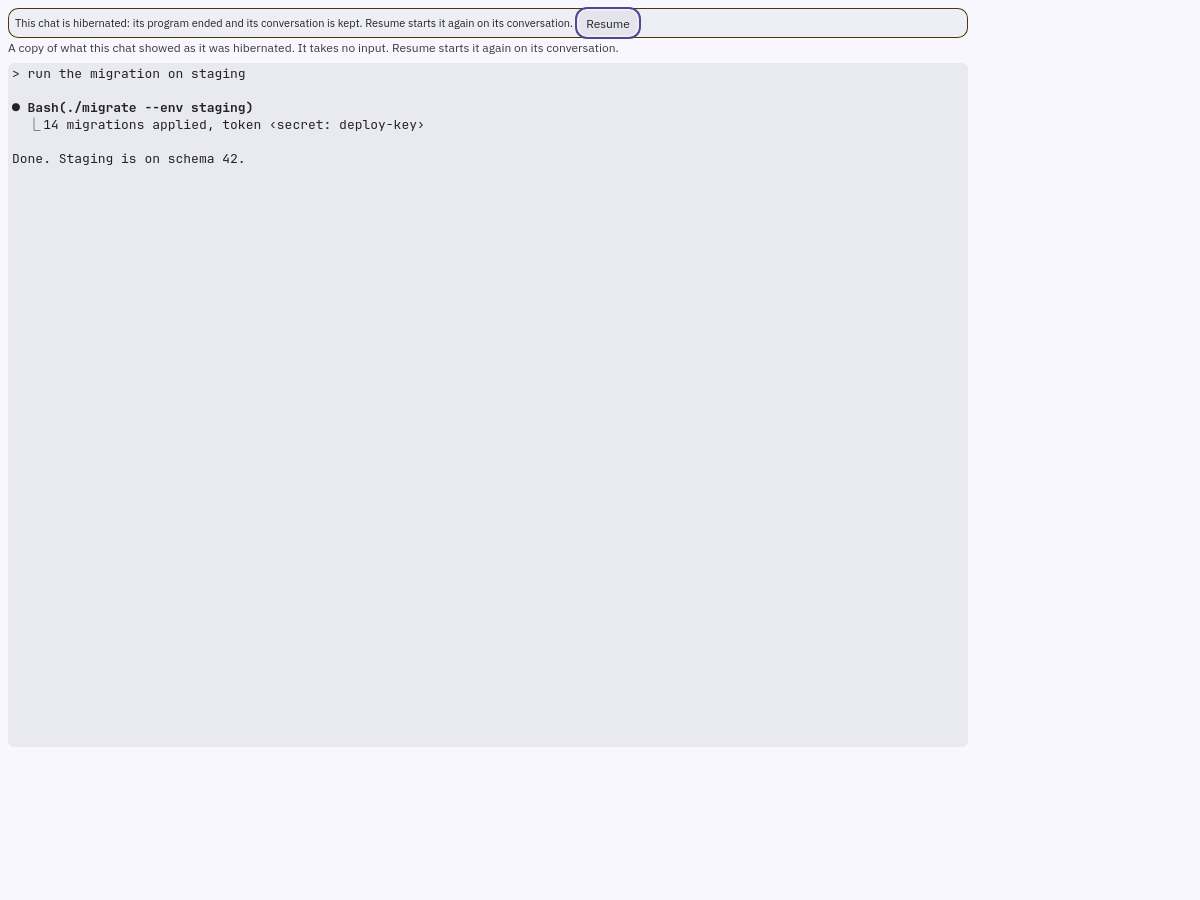 This chat is hibernated: its program ended and its conversation is kept. Resume starts it again on its conversation. Resume
A copy of what this chat showed as it was hibernated. It takes no input. Resume starts it again on its conversation.
> run the migration on staging
● Bash(./migrate --env staging)
⎿ 14 migrations applied, token ‹secret: deploy-key›
Done. Staging is on schema 42.